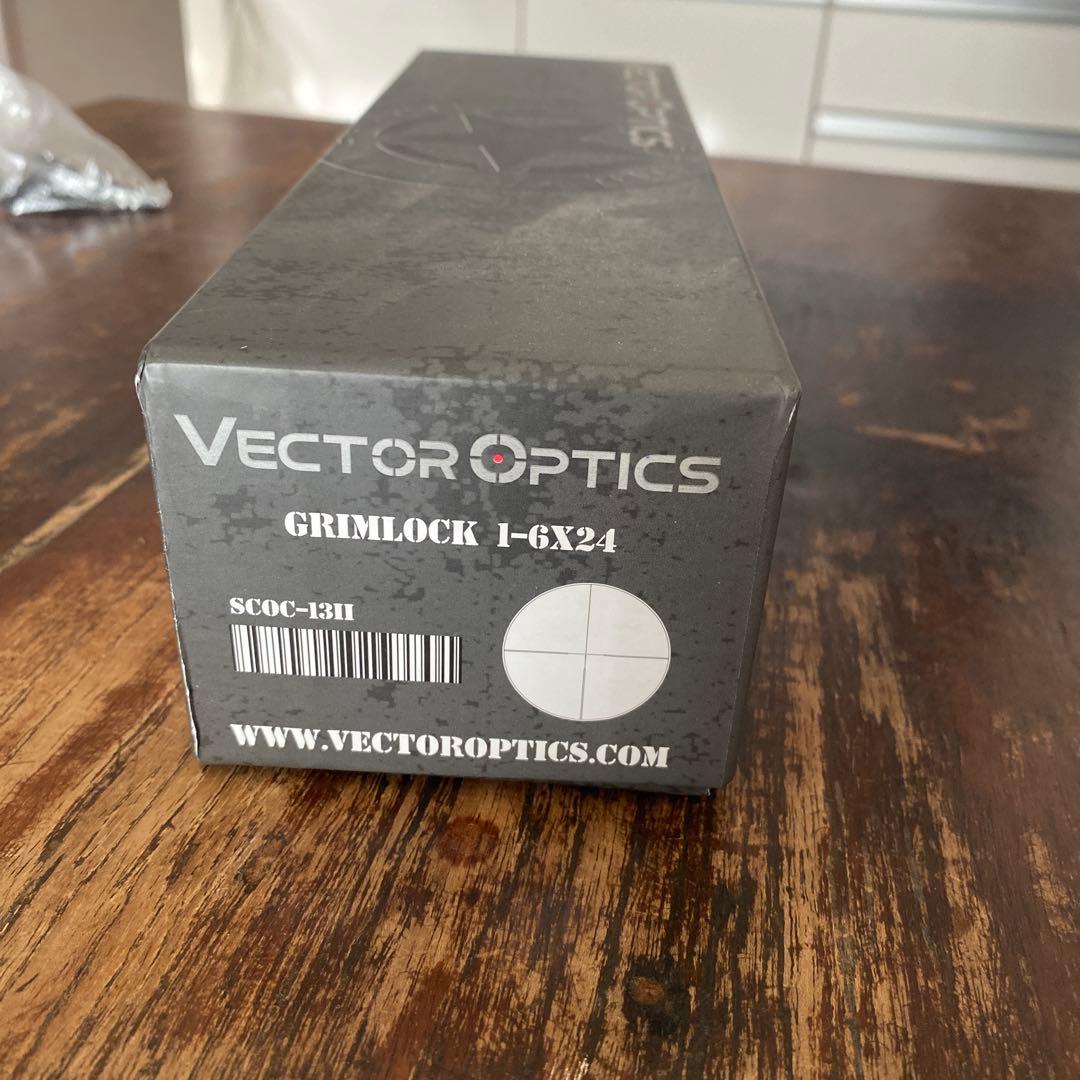 VECTOR OPTICS
GRIMLOCK 1-6X24
SCOC-13II
WWW.VECTOROPTICS.COM